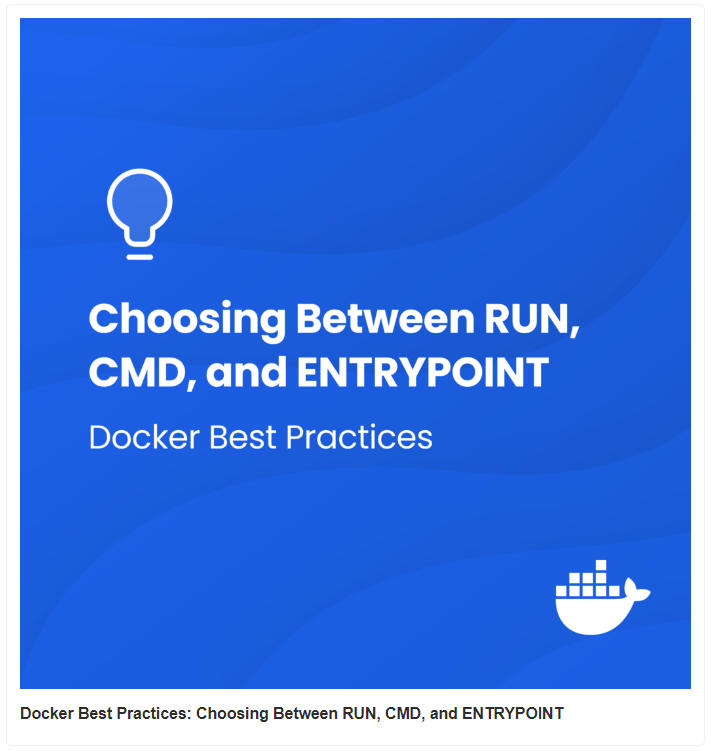 Choosing Between RUN,
CMD, and ENTRYPOINT
Docker Best Practices
Docker Best Practices: Choosing Between RUN, CMD, and ENTRYPOINT